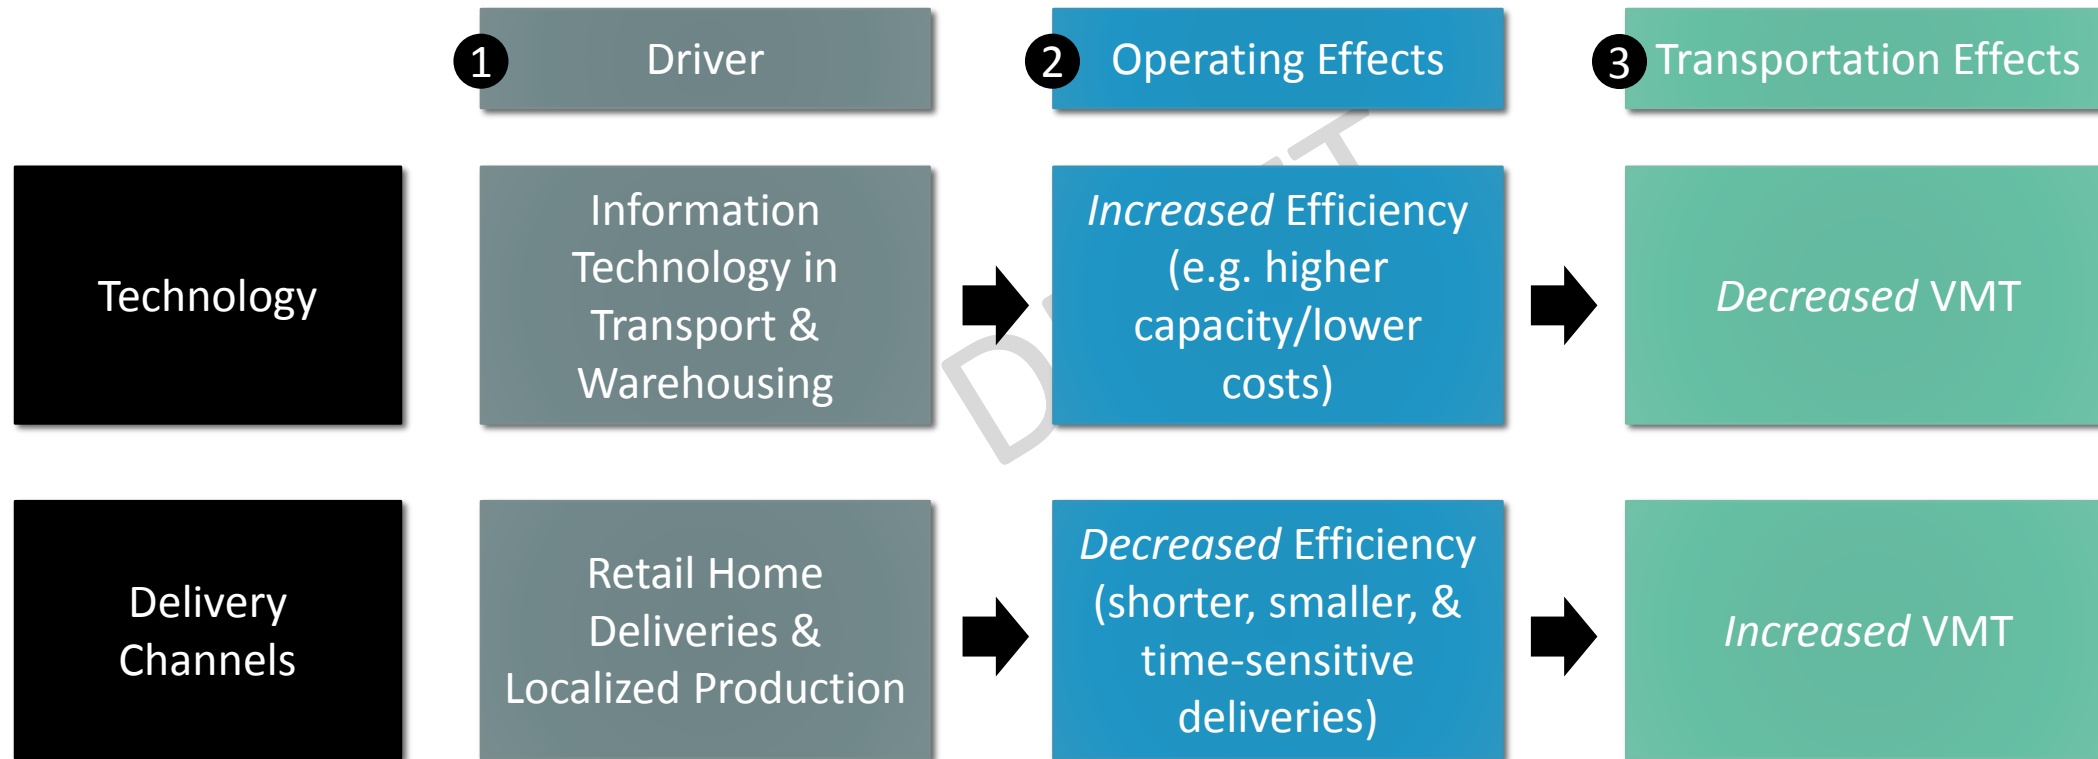 1 Driver
2 Operating Effects
3 Transportation Effects
Technology
Information
Technology in
Transport &
Warehousing
Increased Efficiency
(e.g. higher
capacity/lower
costs)
Decreased VMT
Delivery
Channels
Retail Home
Deliveries &
Localized Production
Decreased Efficiency
(shorter, smaller, &
time-sensitive
deliveries)
Increased VMT